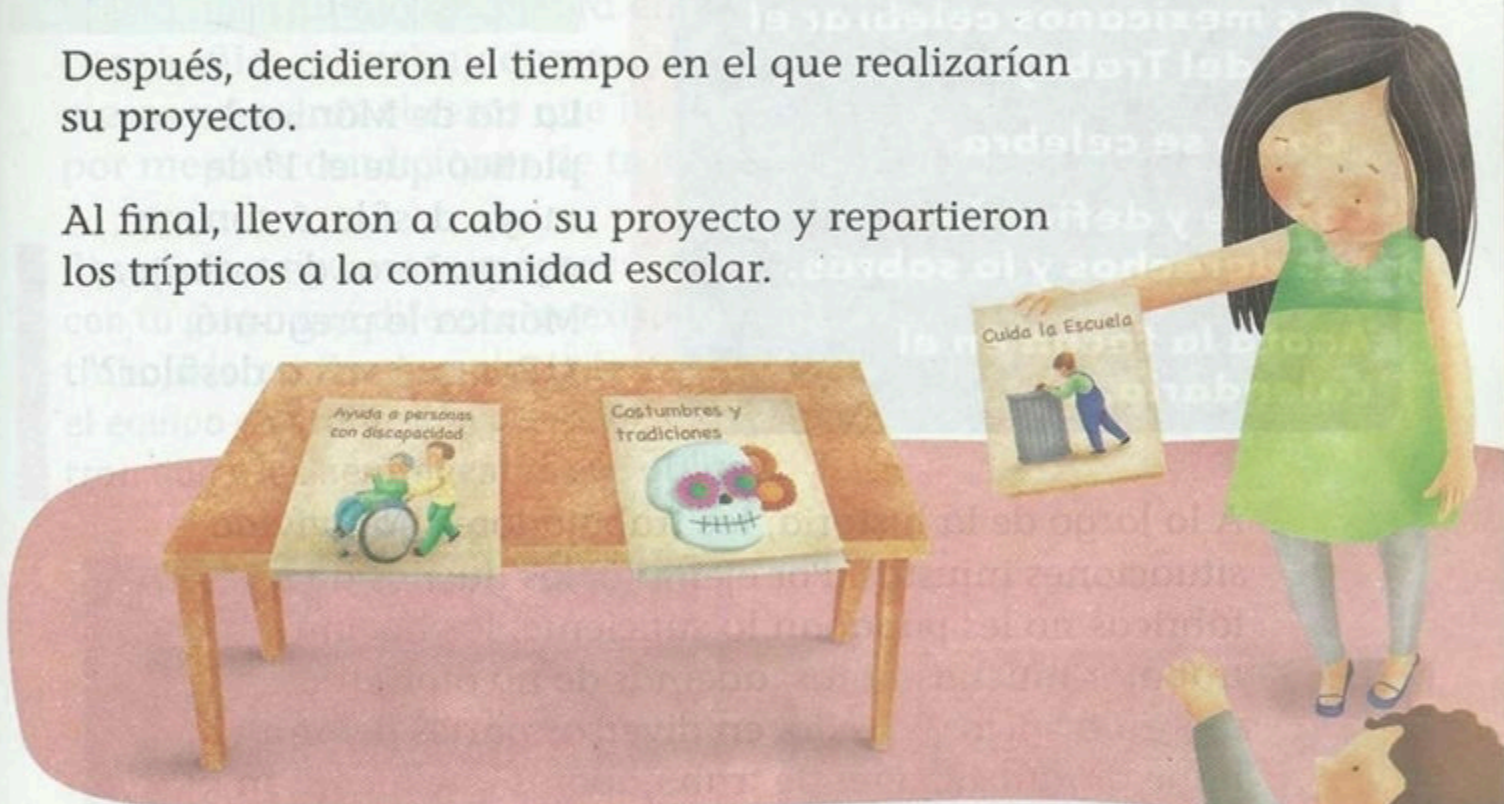 Después, decidieron el tiempo en el que realizarían
su proyecto.
Al final, llevaron a cabo su proyecto y repartieron
los trípticos a la comunidad escolar.
Cuida la Escuela
Ayuda a personas
con discapacidad
Costumbres y
tradiciones